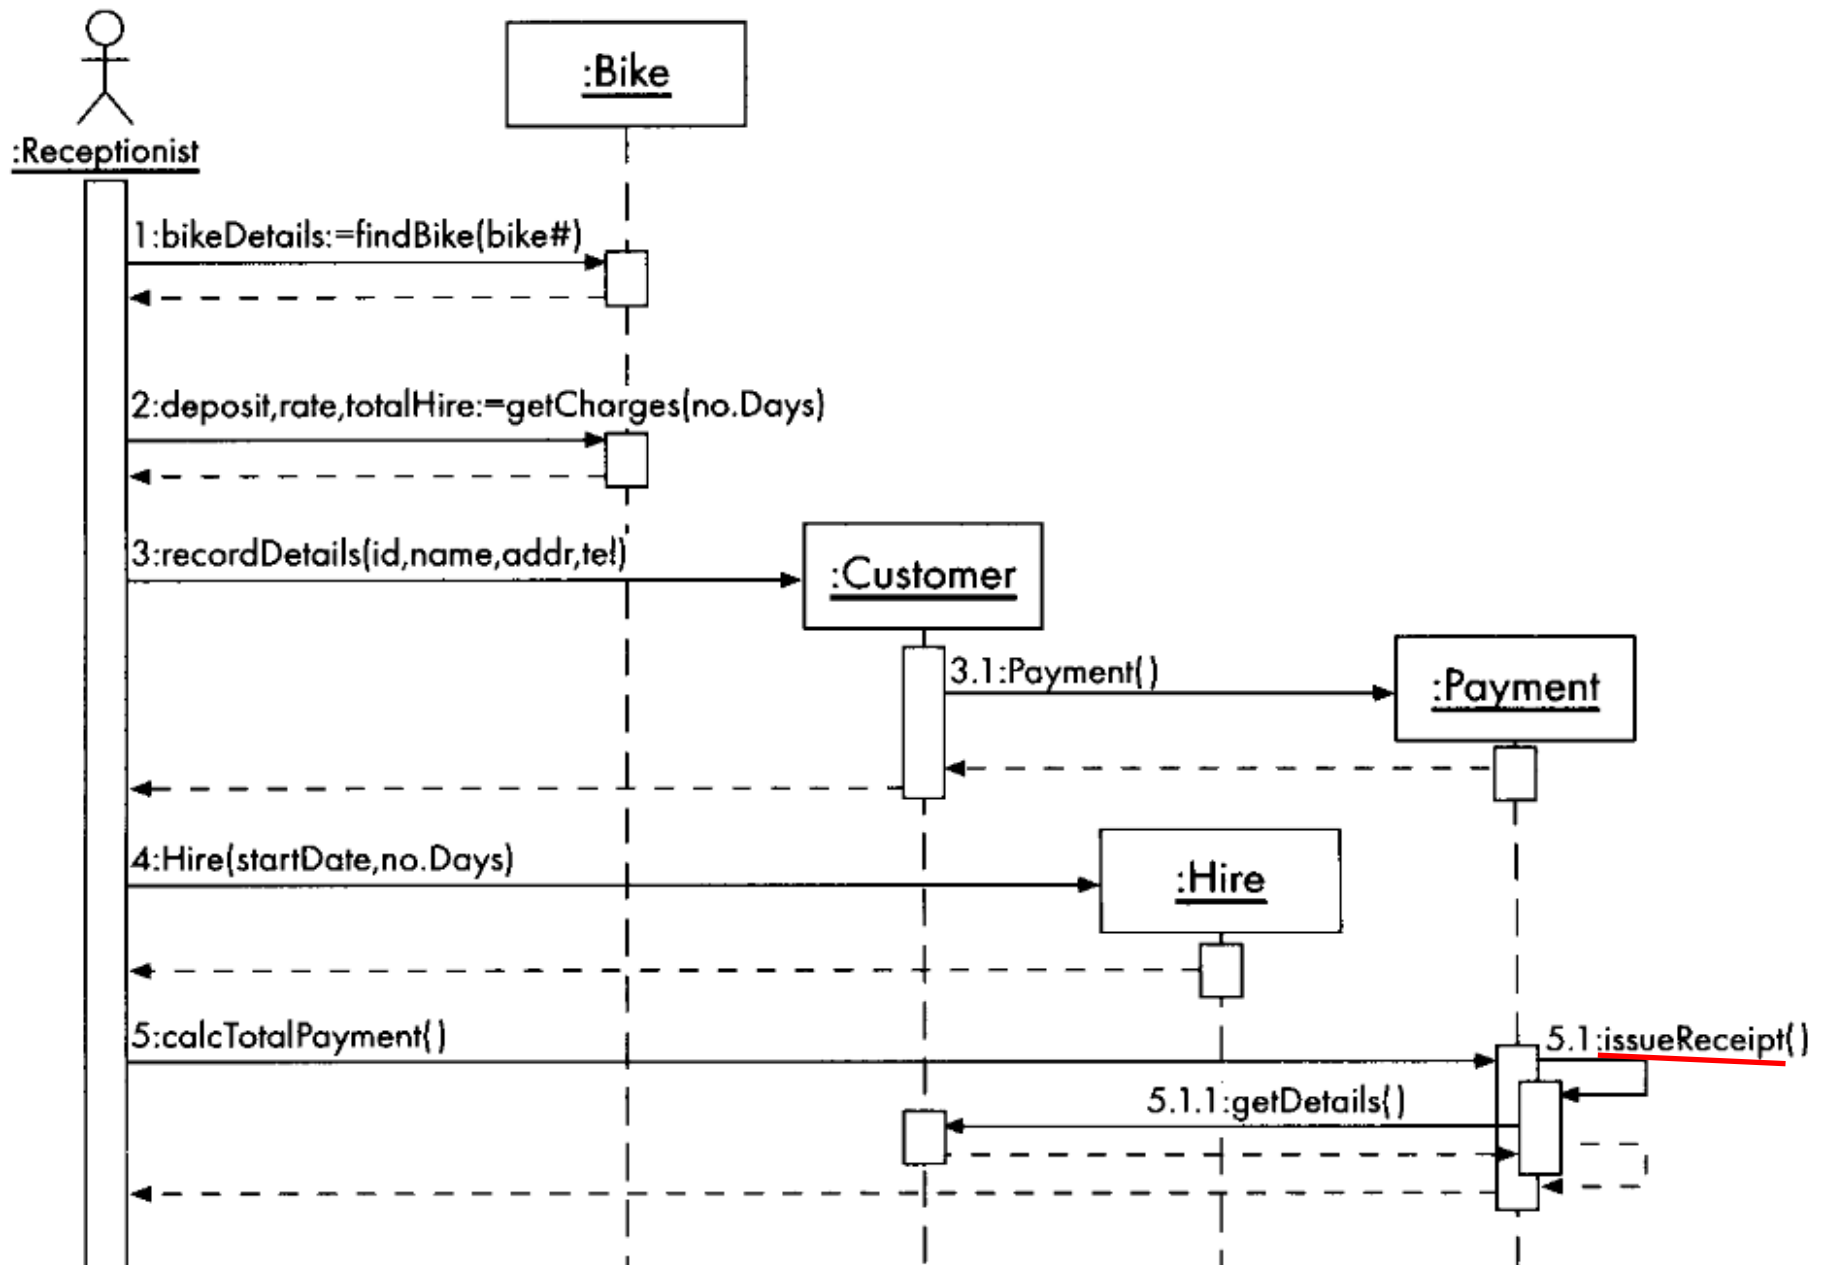 :Bike
:Receptionist
1:bikeDetails:=findBike(bike#)
2:deposit,rate,totalHire:=getCharges(no.Days)
3:recordDetails(id,name,addr,tel)
:Customer
3.1:Payment()
:Payment
4:Hire(startDate,no.Days)
:Hire
5:calcTotalPayment()
5.1:issueReceipt()
5.1.1:getDetails()